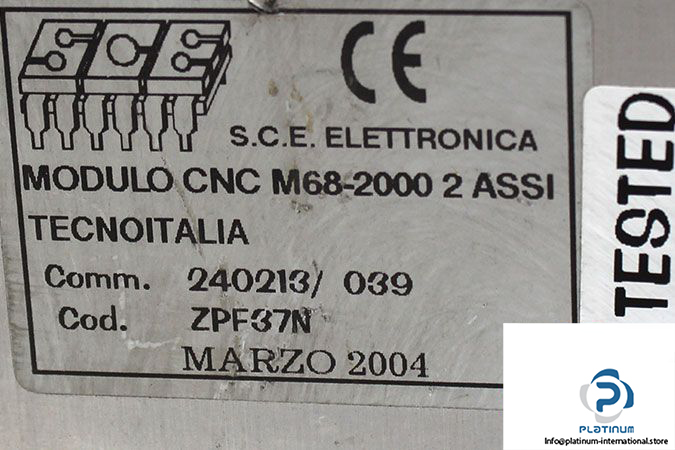 CE
S.C.E. ELETTRONICA
MODULO CNC M68-2000 2 ASSI
TECNOITALIA
Comm. 240213/ 039
Cod. ZPF37N
MARZO 2004
TESTED
PLATINUM
Info@platinum-international.store